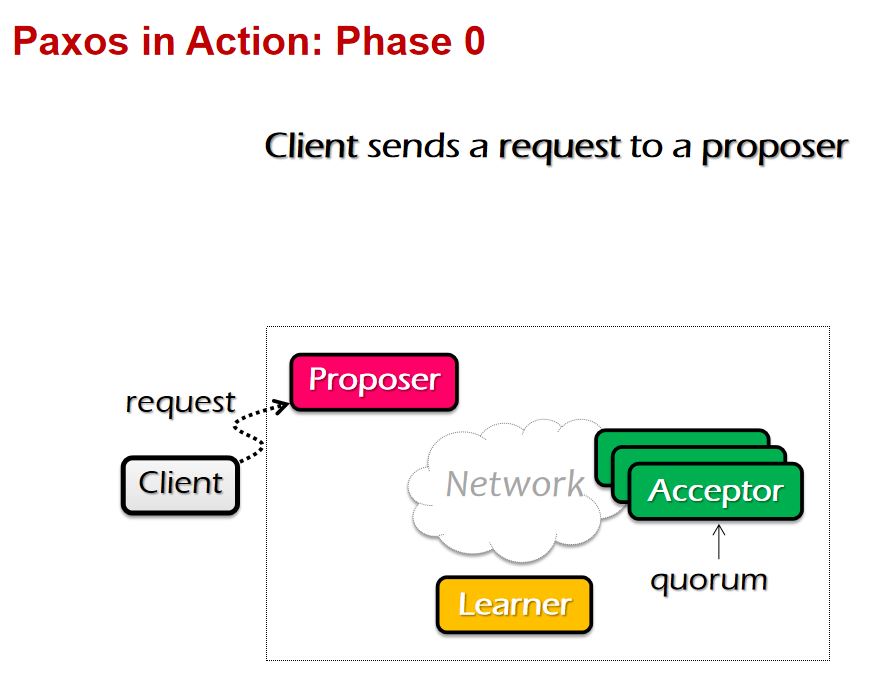 Paxos in Action: Phase 0
Client sends a request to a proposer
Proposer
request
Client
Network
Acceptor
quorum
Learner